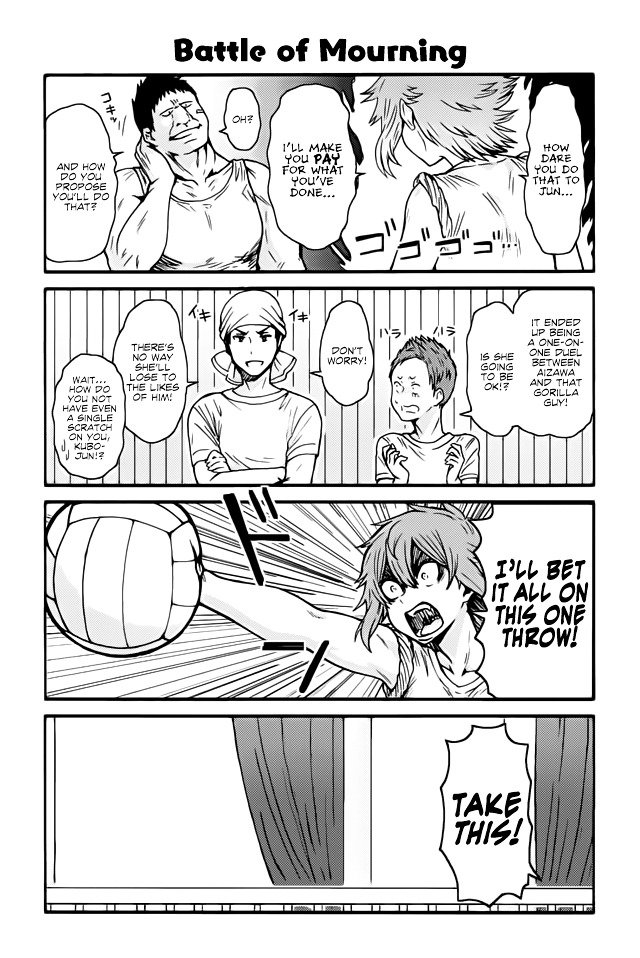 Battle of Mourning
HOW
DARE
YOU DO
THAT TO
JUN...
I'LL MAKE
YOU PAY
FOR WHAT
YOU'VE
DONE...
ゴゴゴ...
OH?
コキッ
AND HOW
DO YOU
PROPOSE
YOU'LL DO
THAT?
IT ENDED
UP BEING
A ONE-ON-
ONE DUEL
BETWEEN
AIZAWA
AND THAT
GORILLA
GUY!
IS SHE
GOING
TO BE
OK!?
ハラ
ハラ
DON'T
WORRY!
イキ
イキ
THERE'S
NO WAY
SHE'LL
LOSE TO
THE LIKES
OF HIM!
WAIT...
HOW DO
YOU NOT
HAVE EVEN
A SINGLE
SCRATCH
ON YOU,
KUBO-
JUN!?
I'LL BET
IT ALL ON
THIS ONE
THROW!
ドーン
TAKE
THIS!